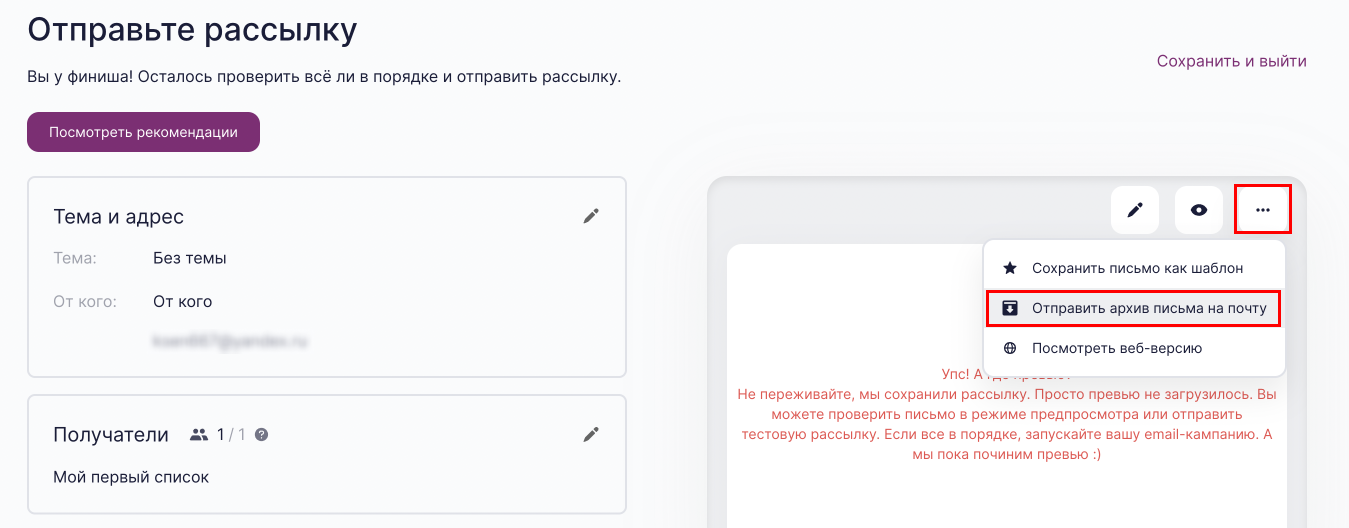 Отправьте рассылку
Вы у финиша! Осталось проверить всё ли в порядке и отправить рассылку.
Сохранить и выйти
Посмотреть рекомендации
Тема и адрес
Тема: Без темы
От кого: От кого
Получатели 1 / 1 ?
Мой первый список
Сохранить письмо как шаблон
Отправить архив письма на почту
Посмотреть веб-версию
Упс! А где
Не переживайте, мы сохранили рассылку. Просто превью не загрузилось. Вы
можете проверить письмо в режиме предпросмотра или отправить
тестовую рассылку. Если все в порядке, запускайте вашу email-кампанию. А
мы пока починим превью :)